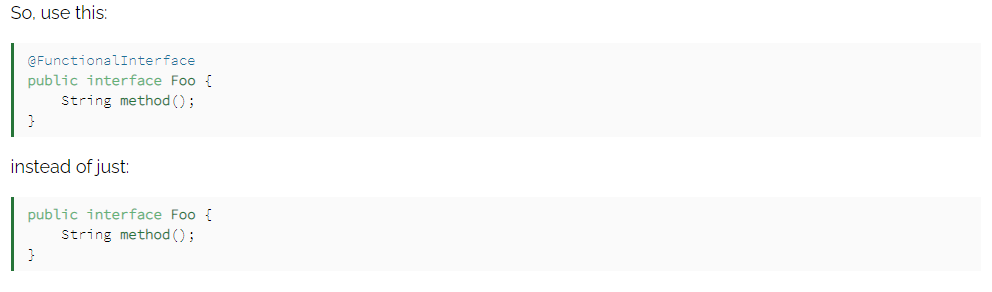 So, use this:
@FunctionalInterface
public interface Foo {
    String method();
}
instead of just:
public interface Foo {
    String method();
}